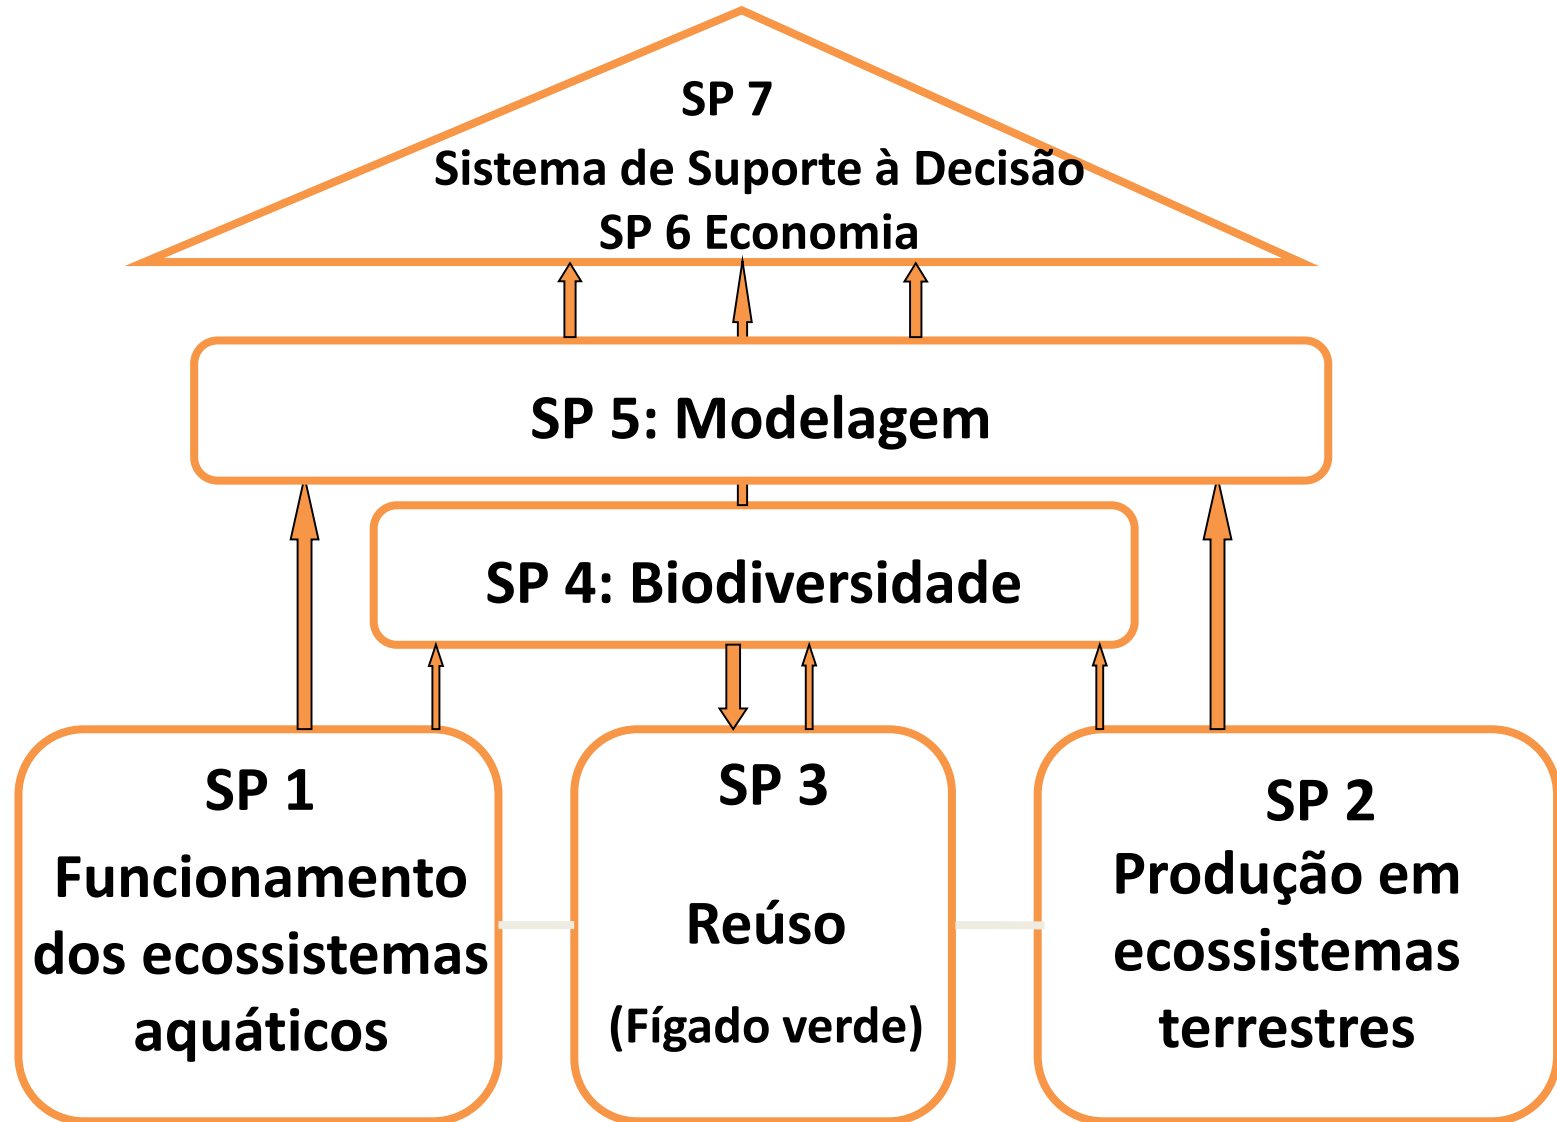 SP 7
Sistema de Suporte à Decisão
SP 6 Economia
SP 5: Modelagem
SP 4: Biodiversidade
SP 1
Funcionamento
dos ecossistemas
aquáticos
SP 3
Reúso
(Fígado verde)
SP 2
Produção em
ecossistemas
terrestres